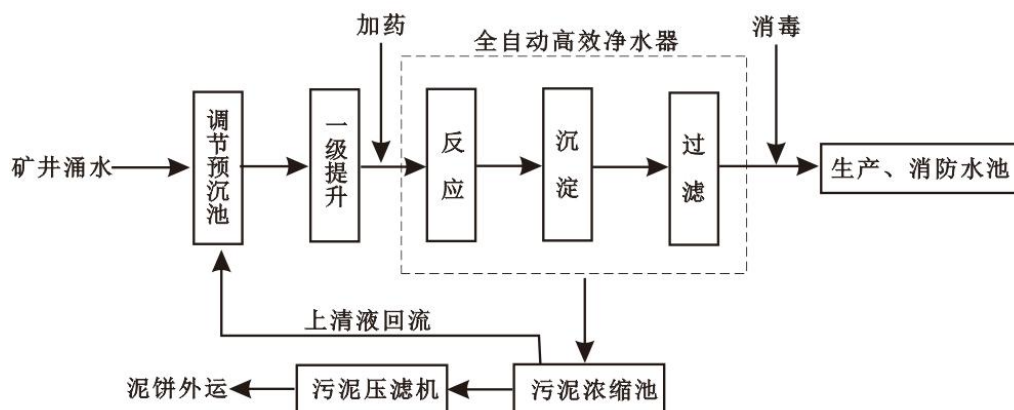 加药
消毒
全自动高效净水器
矿井涌水
调节预沉池
一级提升
反应
沉淀
过滤
生产、消防水池
上清液回流
泥饼外运
污泥压滤机
污泥浓缩池